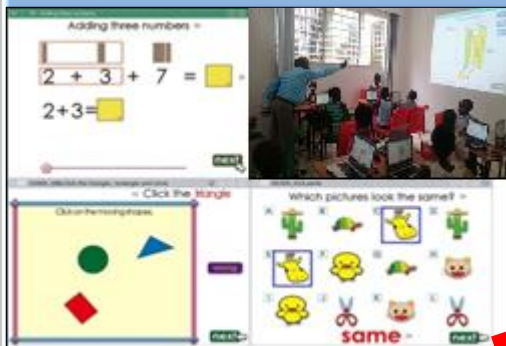 Adding three numbers
2 + 3 + 7 =
2+3=
next
Click the triangle
Click on the moving shapes.
wrong
next
Which pictures look the same?
same
next